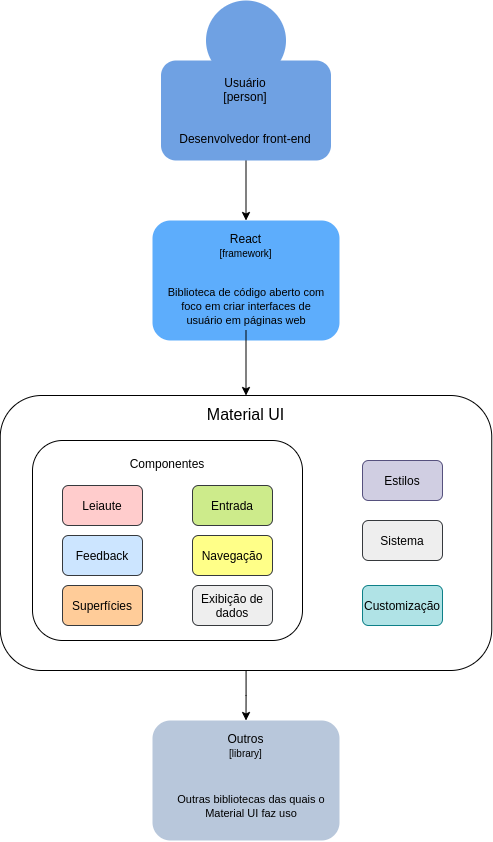 Usuário
[person]
Desenvolvedor front-end
React
[framework]
Biblioteca de código aberto com
foco em criar interfaces de
usuário em páginas web
Material UI
Componentes
Leiaute
Entrada
Feedback
Navegação
Superfícies
Exibição de
dados
Estilos
Sistema
Customização
Outros
[library]
Outras bibliotecas das quais o
Material UI faz uso